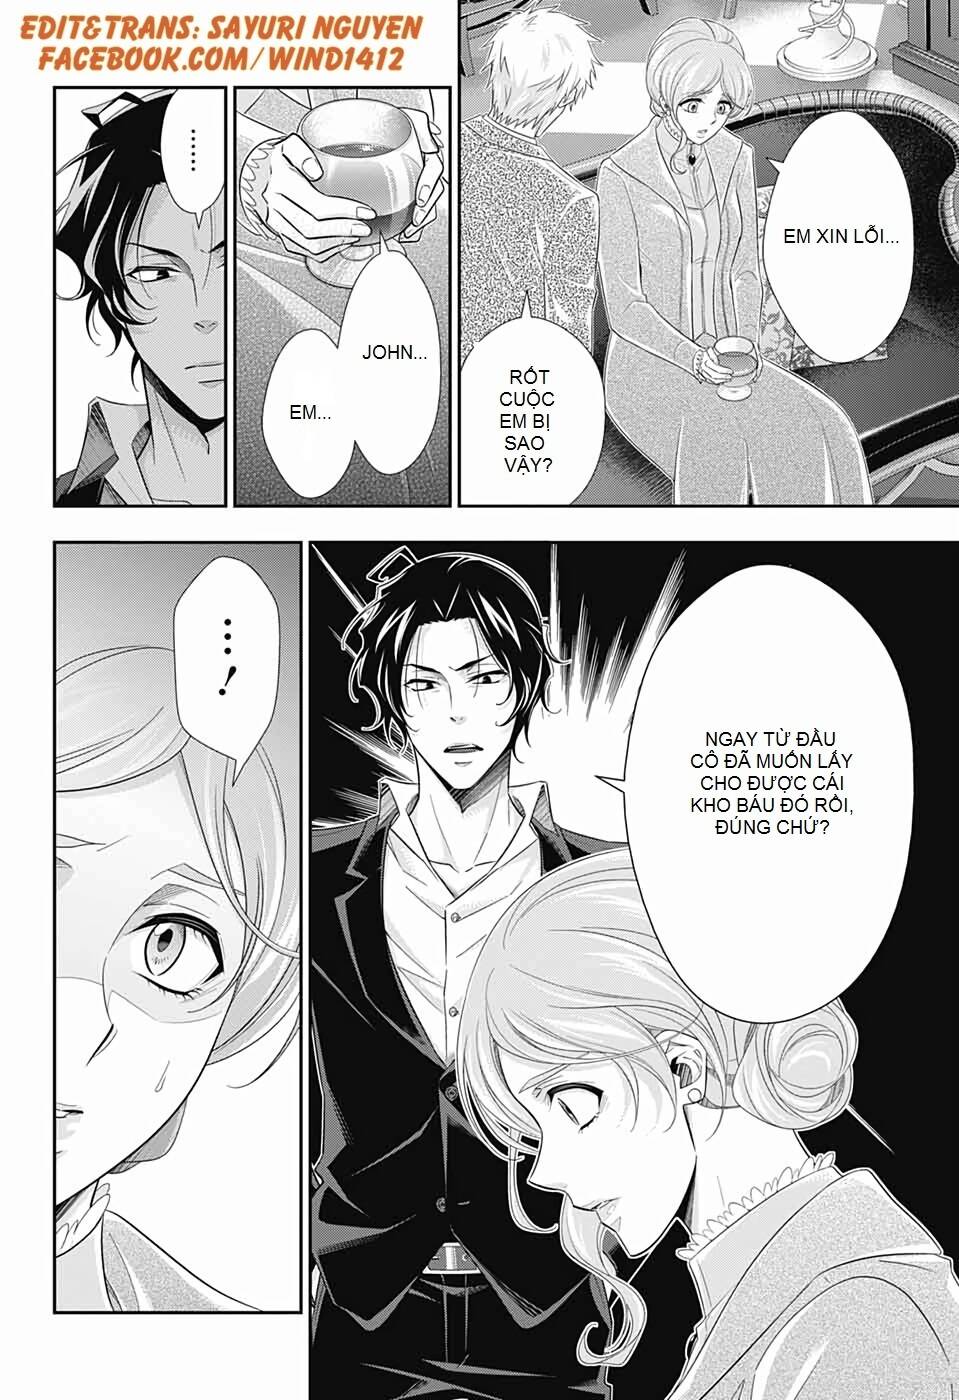 EDIT&TRANS: SAYURI NGUYEN
FACEBOOK.COM/WIND1412
EM XIN LỖI...
RỐT
CUỘC
EM BỊ
SAO
VẬY?
JOHN...
EM...
......
NGAY TỪ ĐẦU
CÔ ĐÃ MUỐN LẤY
CHO ĐƯỢC CÁI
KHO BÁU ĐÓ RỒI,
ĐÚNG CHỨ?
...!